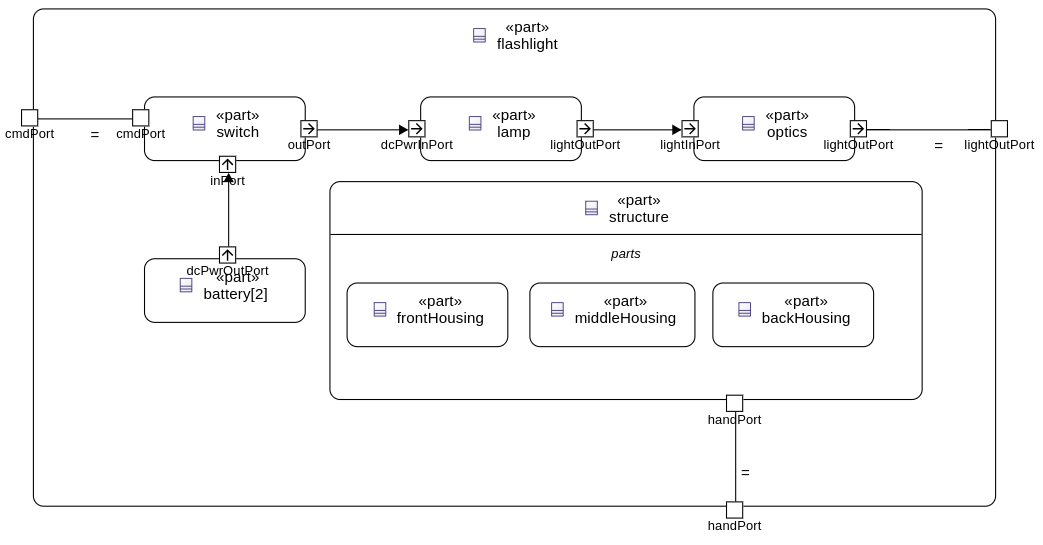 «part»
flashlight
cmdPort
=
cmdPort
«part»
switch
outPort
dcPwrInPort
«part»
lamp
lightOutPort
lightInPort
«part»
optics
lightOutPort
=
lightOutPort
inPort
dcPwrOutPort
«part»
battery[2]
«part»
structure
parts
«part»
frontHousing
«part»
middleHousing
«part»
backHousing
handPort
=
handPort